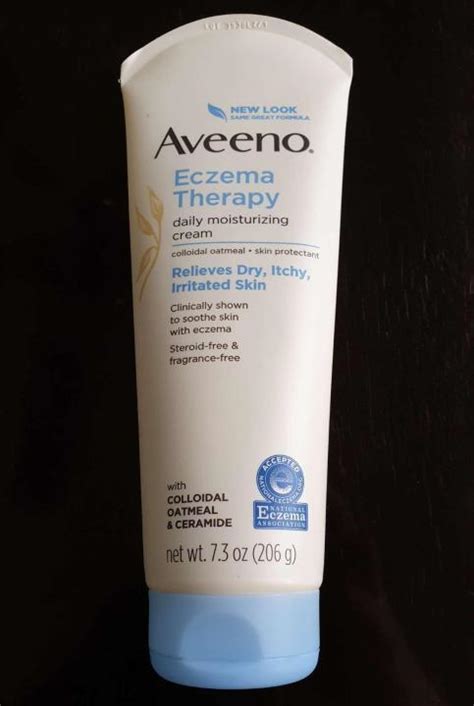 NEW LOOK
SAME GREAT FORMULA
Aveeno®
Eczema
Therapy
daily moisturizing
cream
colloidal oatmeal • skin protectant
Relieves Dry, Itchy,
Irritated Skin
Clinically shown
to soothe skin
with eczema
Steroid-free &
fragrance-free
with
COLLOIDAL
OATMEAL
& CERAMIDE
ACCEPTED
NATIONALECZEMA.ORG
NATIONAL
Eczema
ASSOCIATION
net wt. 7.3 oz (206 g)